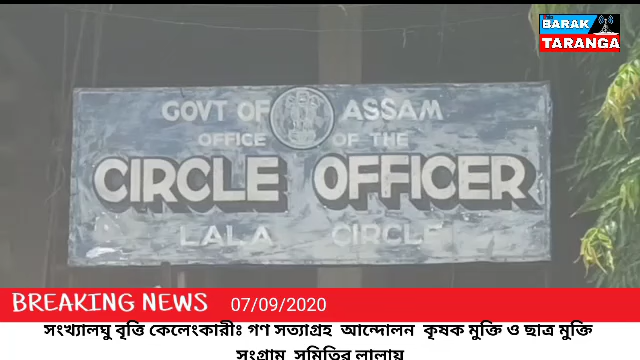 THE BARAK
TARANGA
GOVT OF ASSAM
OFFICE OF THE
CIRCLE OFFICER
LALA CIRCLE
BREAKING NEWS 07/09/2020
সংখ্যালঘু বৃত্তি কেলেংকারীঃ গণ সত্যাগ্রহ আন্দোলন কৃষক মুক্তি ও ছাত্র মুক্তি
সংগ্রাম সমিতির লালায়